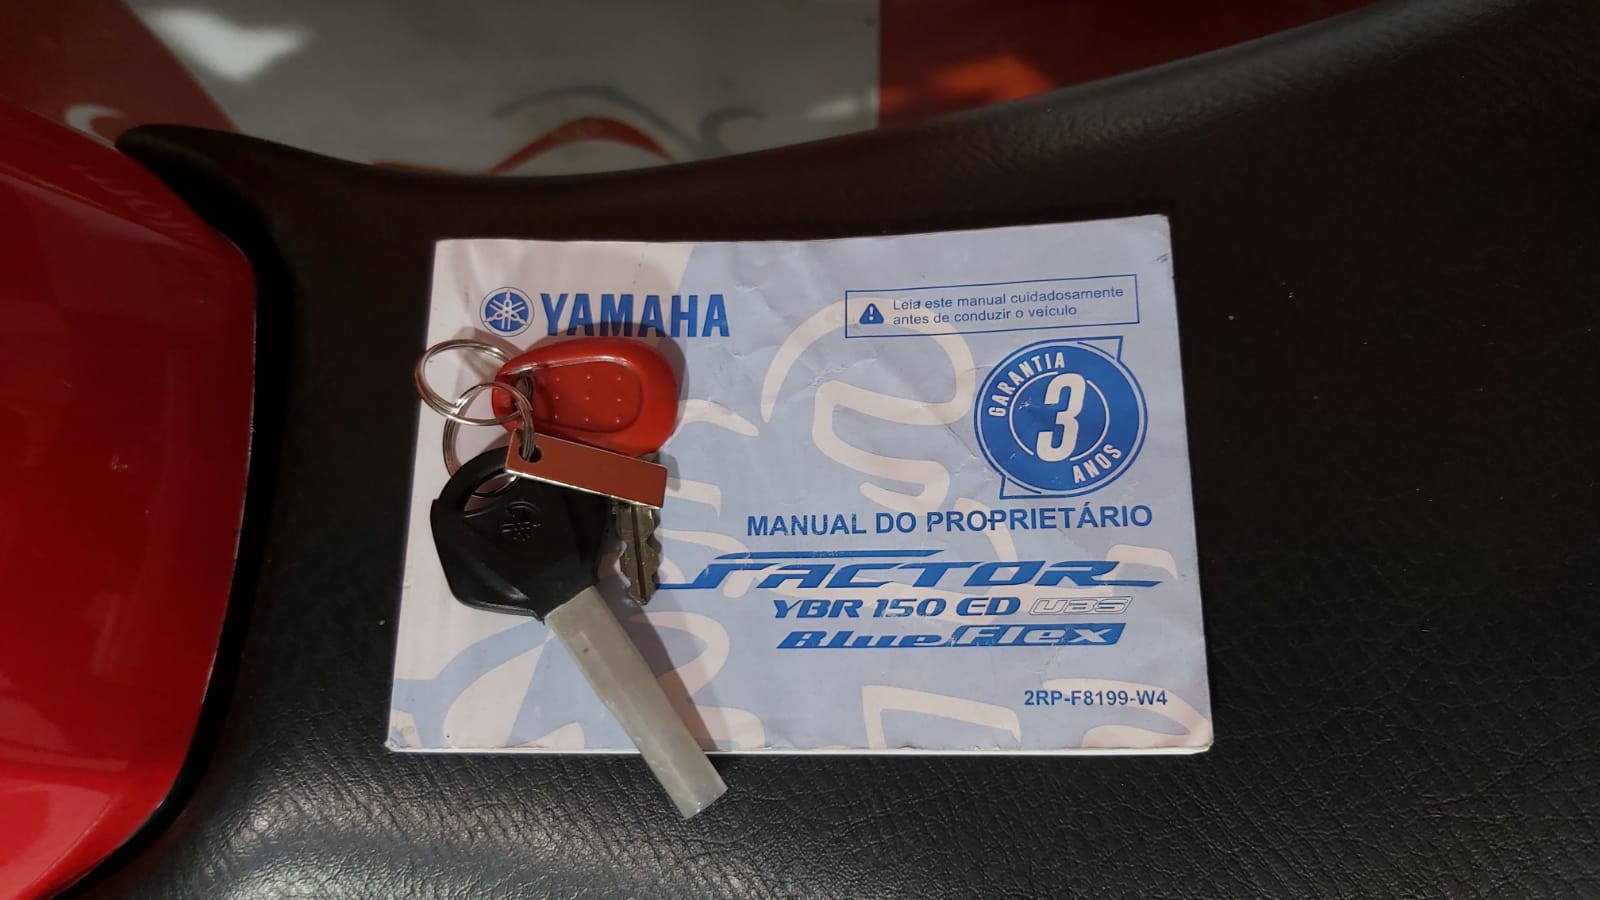 YAMAHA
Leia este manual cuidadosamente
antes de conduzir o veículo
GARANTIA
3
ANOS
MANUAL DO PROPRIETÁRIO
FACTOR
YBR 150 ED UBS
BlueFlex
2RP-F8199-W4